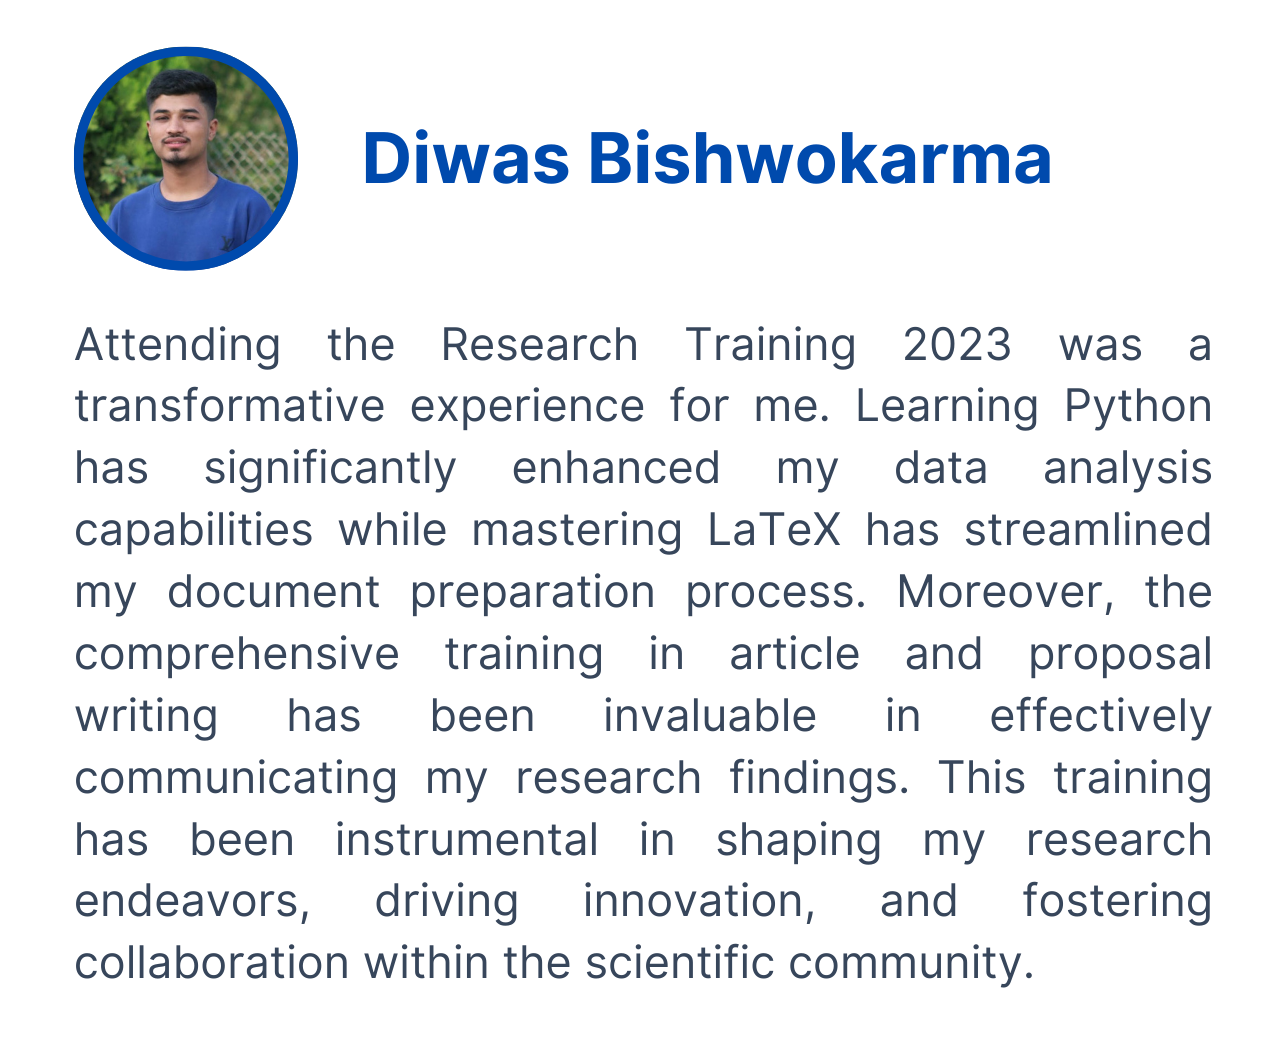 Diwas Bishwokarma
Attending the Research Training 2023 was a
transformative experience for me. Learning Python
has significantly enhanced my data analysis
capabilities while mastering LaTeX has streamlined
my document preparation process. Moreover, the
comprehensive training in article and proposal
writing has been invaluable in effectively
communicating my research findings. This training
has been instrumental in shaping my research
endeavors, driving innovation, and fostering
collaboration within the scientific community.